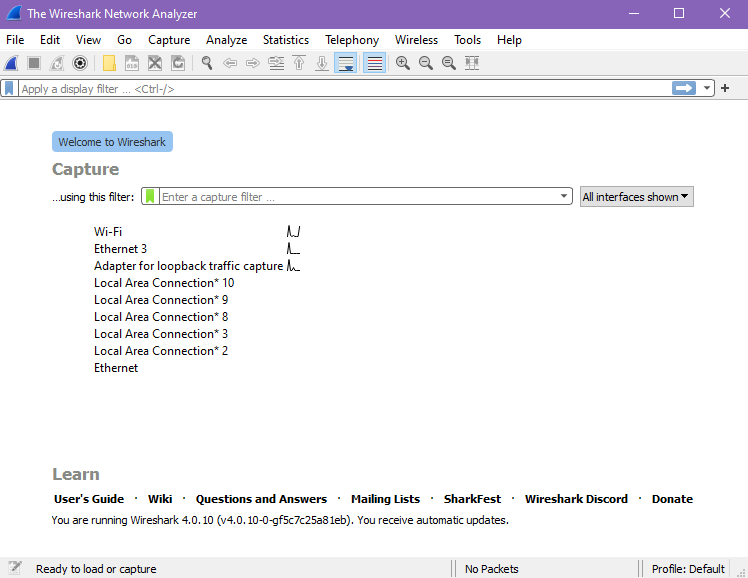 The Wireshark Network Analyzer
File Edit View Go Capture Analyze Statistics Telephony Wireless Tools Help
Apply a display filter ... <Ctrl-/>
Welcome to Wireshark
Capture
...using this filter: Enter a capture filter ... All interfaces shown
Wi-Fi
Ethernet 3
Adapter for loopback traffic capture
Local Area Connection* 10
Local Area Connection* 9
Local Area Connection* 8
Local Area Connection* 3
Local Area Connection* 2
Ethernet
Learn
User's Guide · Wiki · Questions and Answers · Mailing Lists · SharkFest · Wireshark Discord · Donate
You are running Wireshark 4.0.10 (v4.0.10-0-gf5c7c25a81eb). You receive automatic updates.
Ready to load or capture No Packets Profile: Default